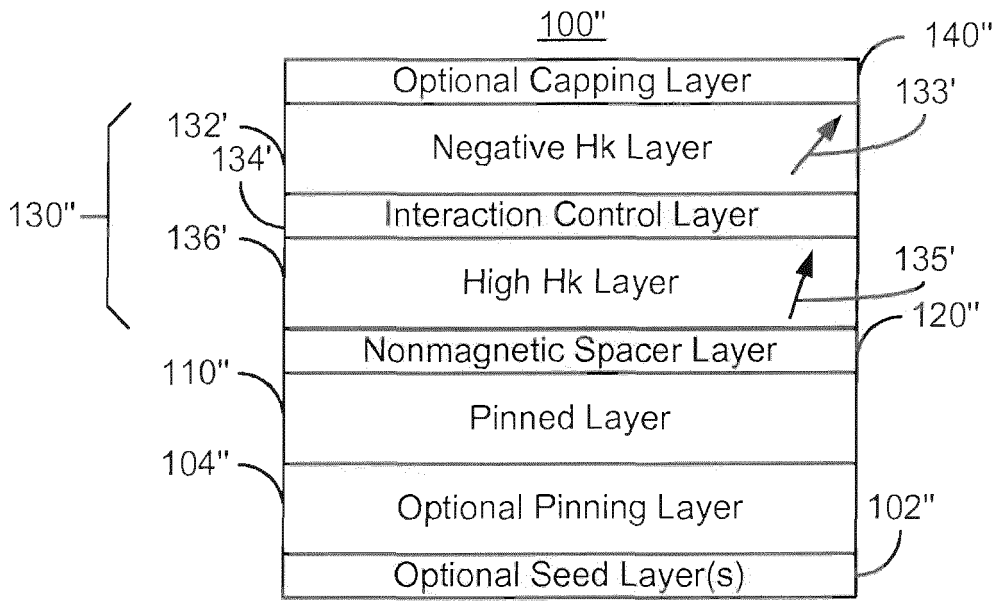 100"
Optional Capping Layer
140"
133'
132'
Negative Hk Layer
134'
130"
Interaction Control Layer
136'
High Hk Layer
135'
120"
Nonmagnetic Spacer Layer
110"
Pinned Layer
104"
Optional Pinning Layer
102"
Optional Seed Layer(s)